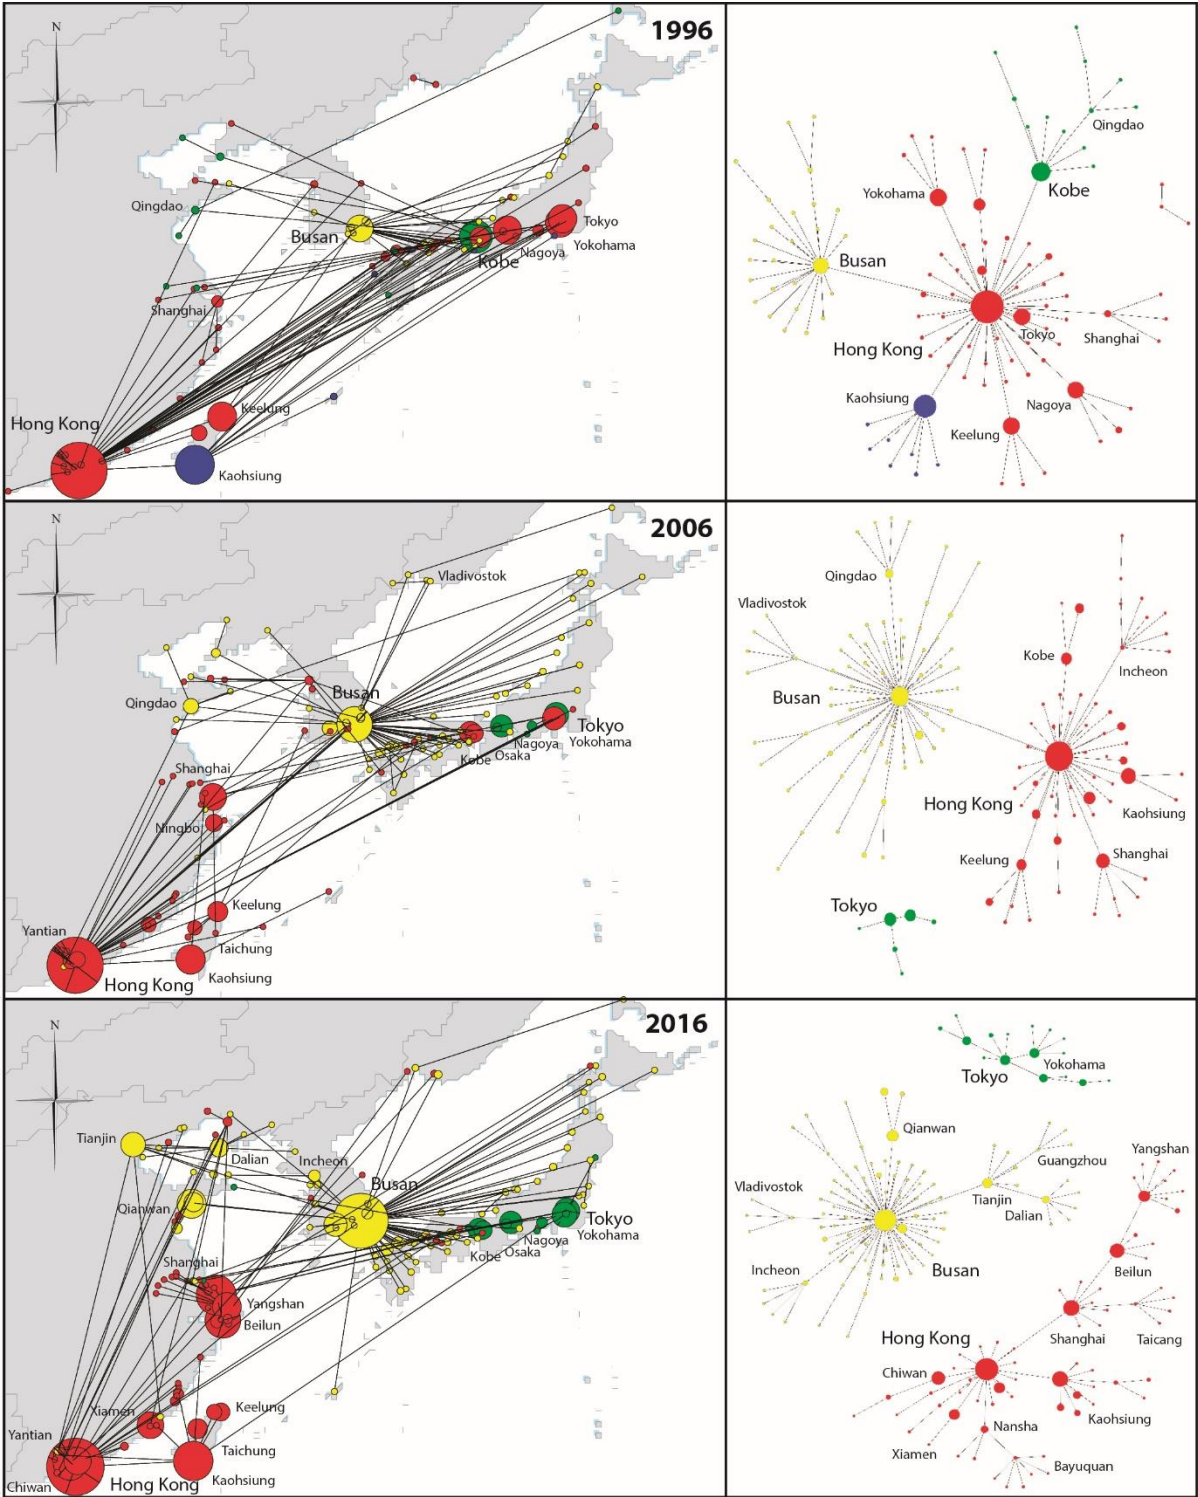 N
1996
Qingdao
Busan
Kobe
Nagoya
Tokyo
Yokohama
Shanghai
Hong Kong
Keelung
Kaohsiung
Qingdao
Kobe
Yokohama
Busan
Tokyo
Shanghai
Hong Kong
Kaohsiung
Nagoya
Keelung
N
2006
Vladivostok
Qingdao
Busan
Tokyo
Nagoya
Yokohama
Kobe
Osaka
Shanghai
Ningbo
Keelung
Yantian
Taichung
Hong Kong
Kaohsiung
Qingdao
Vladivostok
Kobe
Incheon
Busan
Hong Kong
Kaohsiung
Keelung
Shanghai
Tokyo
N
2016
Tianjin
Dalian
Incheon
Busan
Qianwan
Tokyo
Nagoya
Yokohama
Kobe
Osaka
Shanghai
Yangshan
Beilun
Xiamen
Keelung
Yantian
Taichung
Chiwan
Hong Kong
Kaohsiung
Yokohama
Tokyo
Qianwan
Guangzhou
Yangshan
Vladivostok
Tianjin
Dalian
Incheon
Busan
Beilun
Hong Kong
Shanghai
Taicang
Chiwan
Kaohsiung
Nansha
Xiamen
Bayuquan